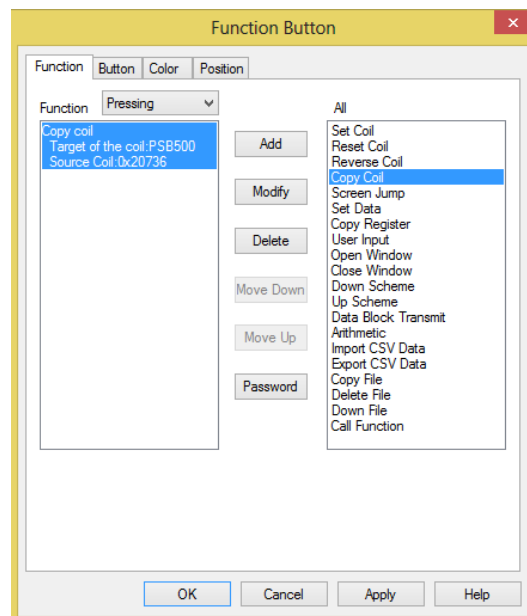 Function Button
Function Button Color Position
Function Pressing All
Copy coil
Target of the coil:PSB500
Source Coil:0x20736
Add
Modify
Delete
Move Down
Move Up
Password
Set Coil
Reset Coil
Reverse Coil
Copy Coil
Screen Jump
Set Data
Copy Register
User Input
Open Window
Close Window
Down Scheme
Up Scheme
Data Block Transmit
Arithmetic
Import CSV Data
Export CSV Data
Copy File
Delete File
Down File
Call Function
OK Cancel Apply Help